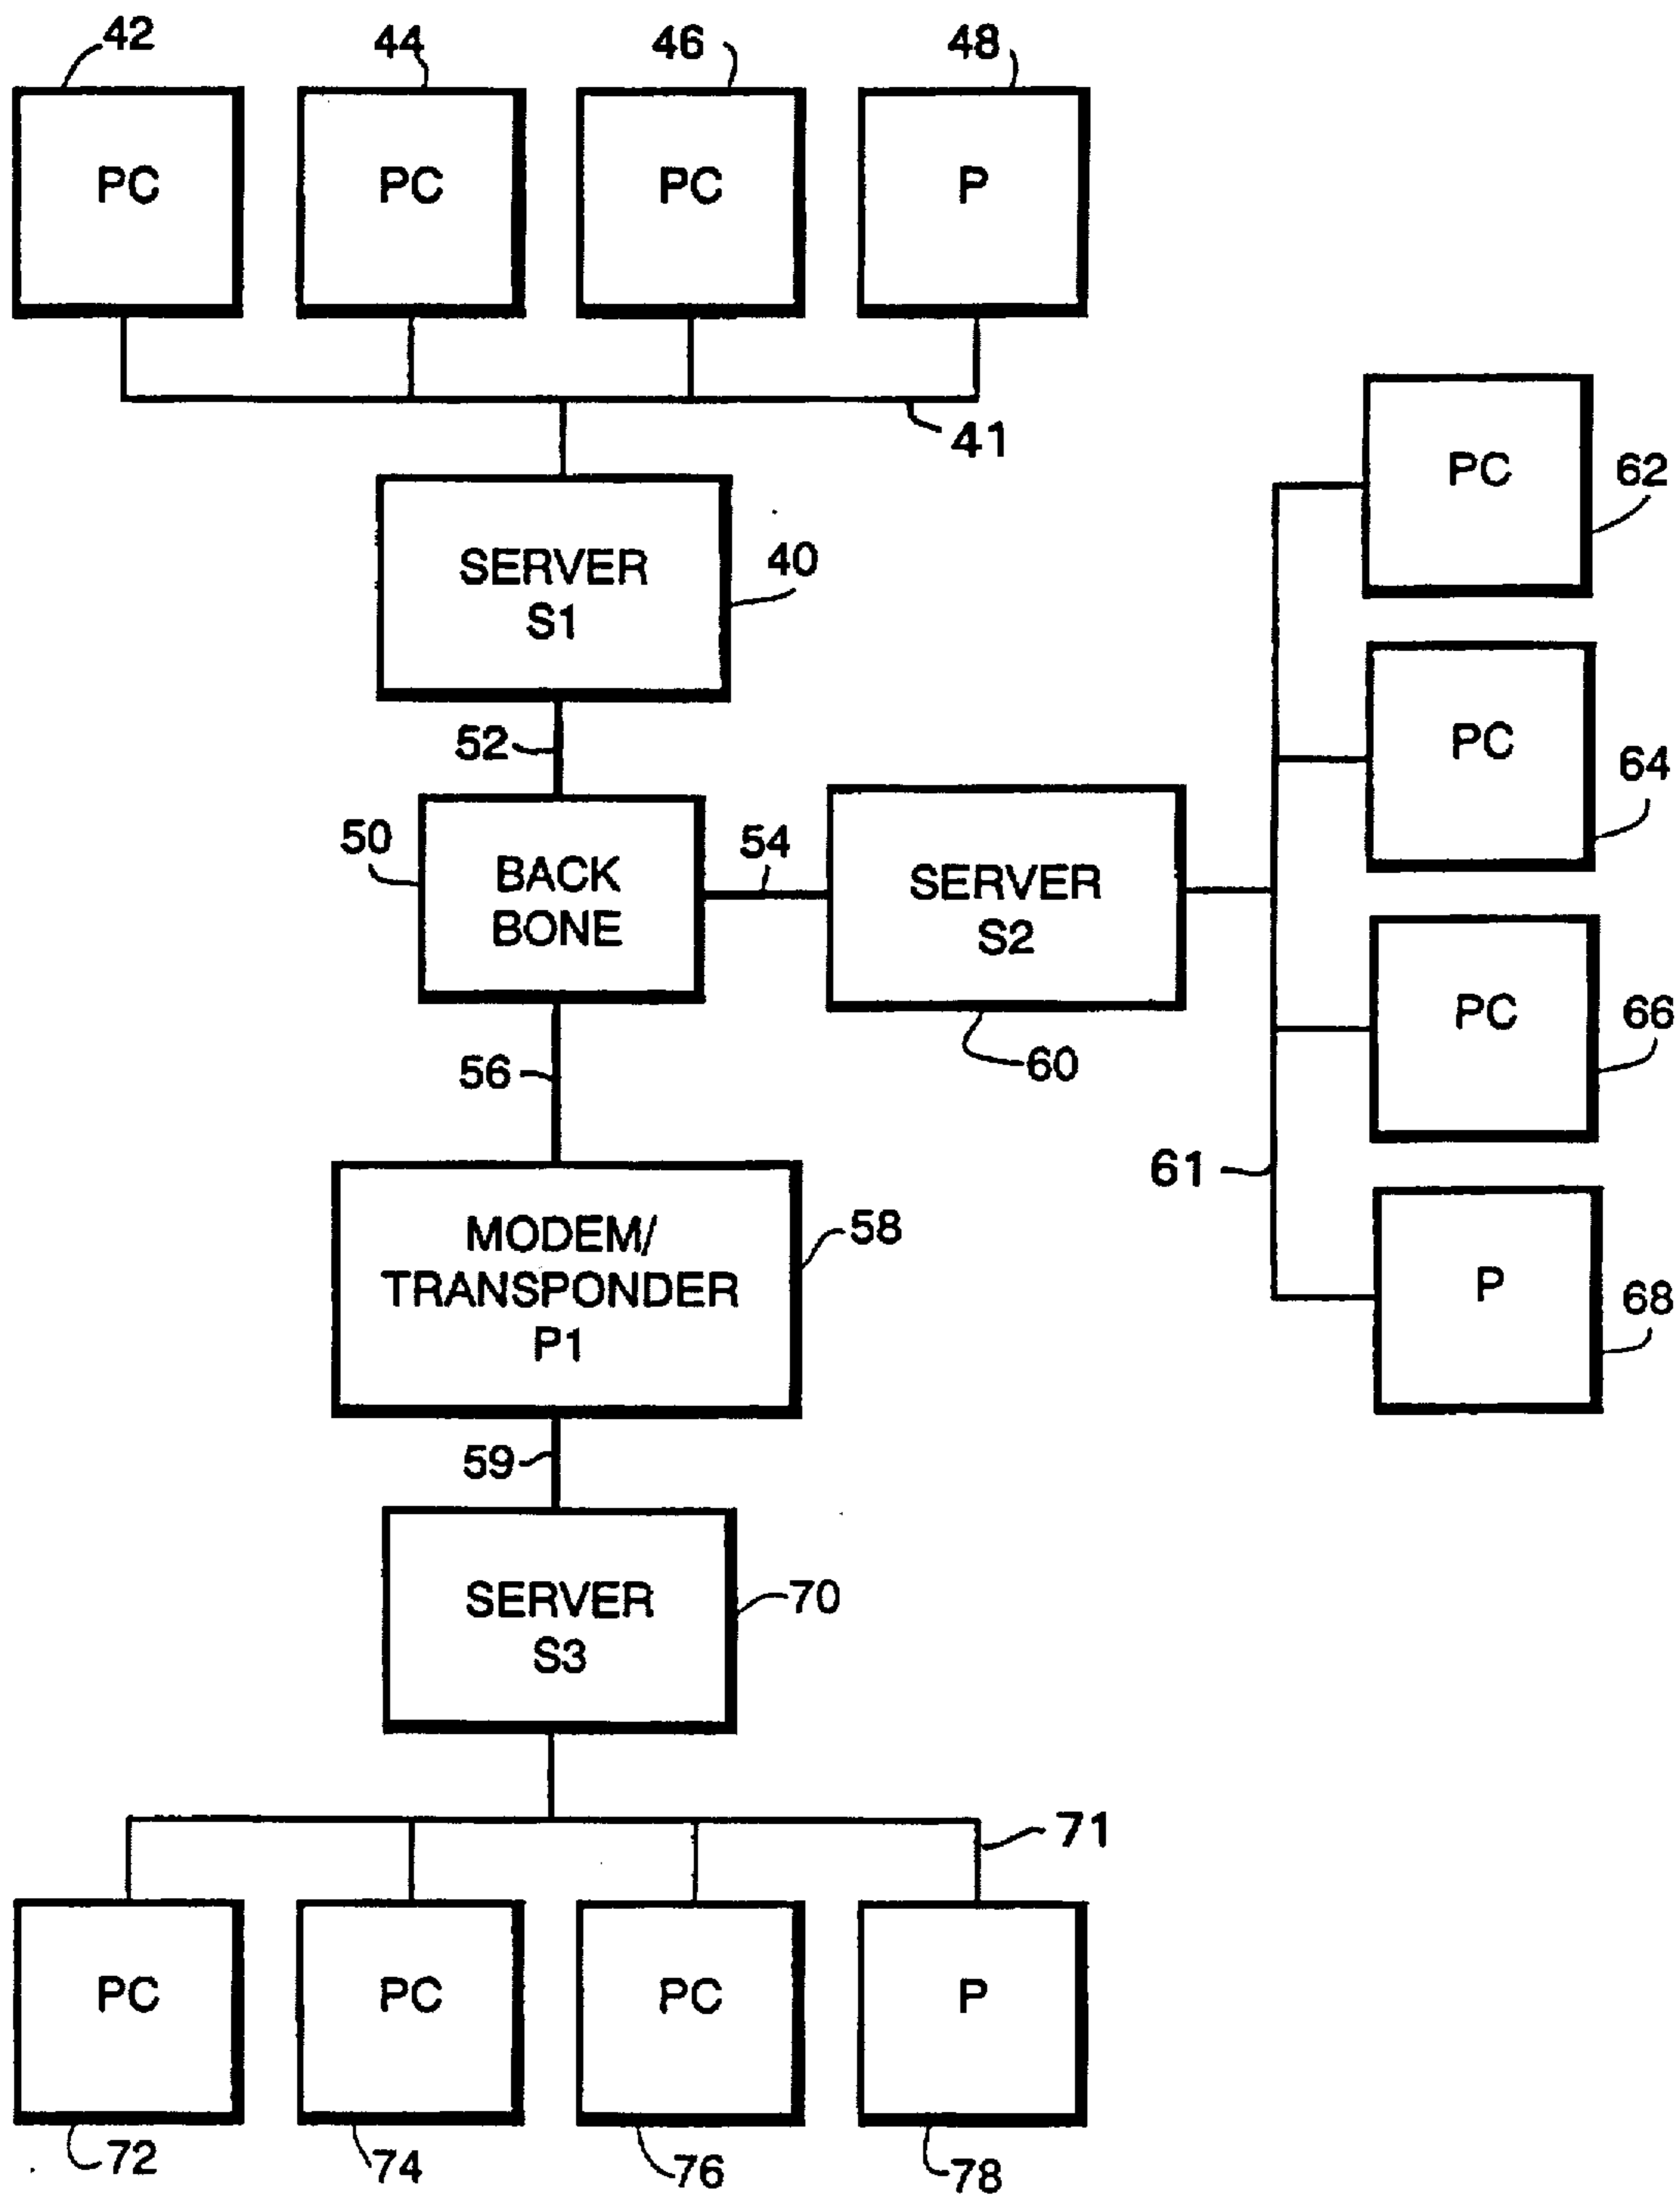 42
44
46
48
PC
PC
PC
P
41
SERVER
S1
40
52
50
BACK
BONE
54
SERVER
S2
60
56
61
PC
62
PC
64
PC
66
P
68
MODEM/
TRANSPONDER
P1
58
59
SERVER
S3
70
71
PC
PC
PC
P
72
74
76
78